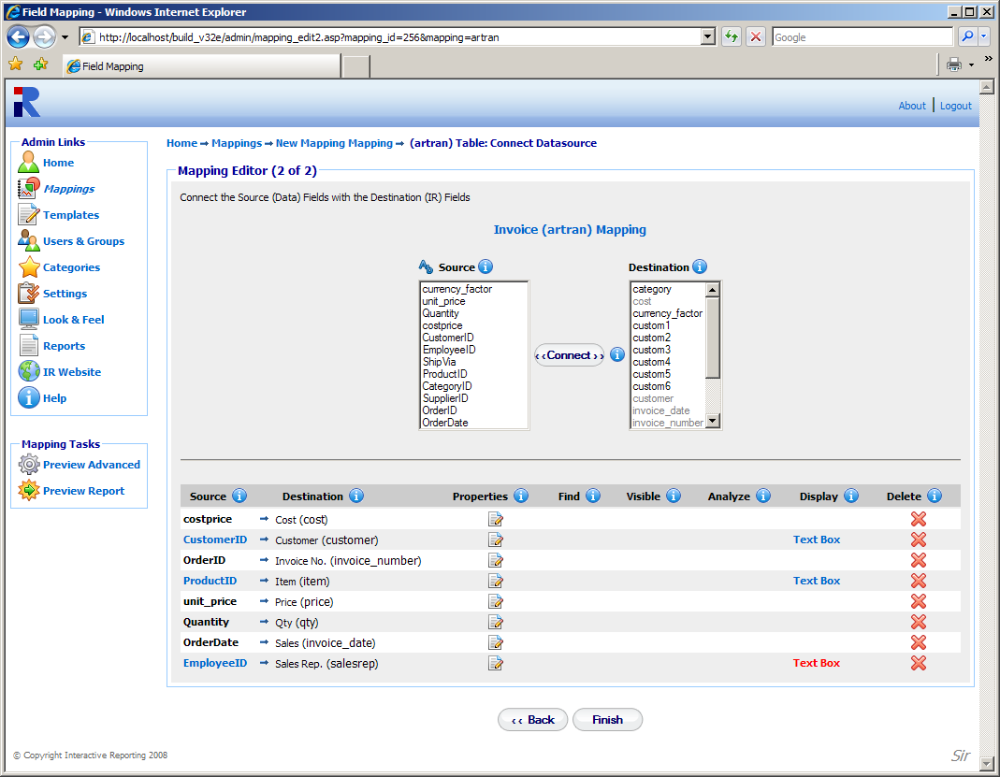 Field Mapping - Windows Internet Explorer
http://localhost/build_v32e/admin/mapping_edit2.asp?mapping_id=256&mapping=artran
Google
Field Mapping
iR
About | Logout
Admin Links
Home
Mappings
Templates
Users & Groups
Categories
Settings
Look & Feel
Reports
IR Website
Help
Mapping Tasks
Preview Advanced
Preview Report
Home → Mappings → New Mapping Mapping → (artran) Table: Connect Datasource
Mapping Editor (2 of 2)
Connect the Source (Data) Fields with the Destination (IR) Fields
Invoice (artran) Mapping
Source
currency_factor
unit_price
Quantity
costprice
CustomerID
EmployeeID
ShipVia
ProductID
CategoryID
SupplierID
OrderID
OrderDate
‹ ‹ Connect › ›
Destination
category
cost
currency_factor
custom1
custom2
custom3
custom4
custom5
custom6
customer
invoice_date
invoice_number
Source Destination Properties Find Visible Analyze Display Delete
costprice → Cost (cost)
CustomerID → Customer (customer) Text Box
OrderID → Invoice No. (invoice_number)
ProductID → Item (item) Text Box
unit_price → Price (price)
Quantity → Qty (qty)
OrderDate → Sales (invoice_date)
EmployeeID → Sales Rep. (salesrep) Text Box
‹ ‹ Back Finish
© Copyright Interactive Reporting 2008
Sir